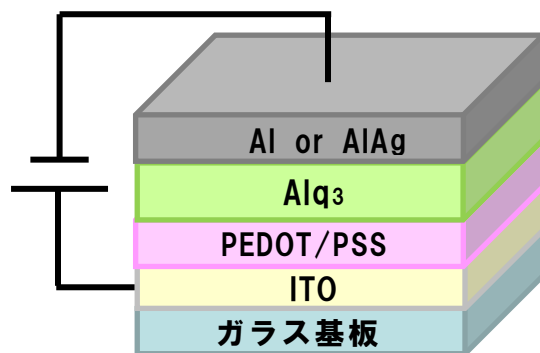 Al or AlAg
Alq₃
PEDOT/PSS
ITO
ガラス基板